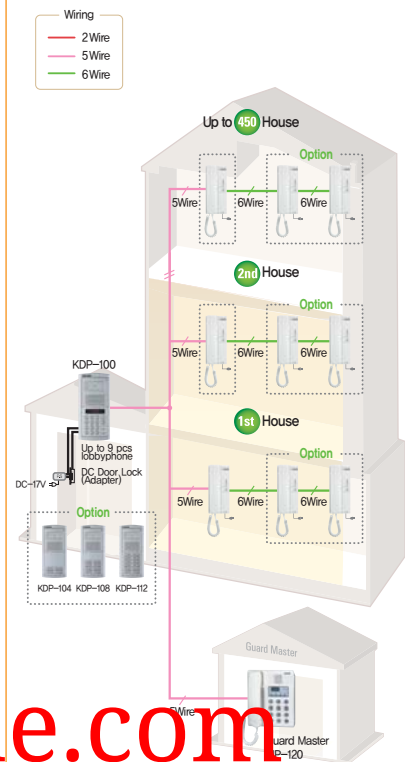 Wiring
2 Wire
5 Wire
6 Wire
Up to 450 House
Option
5Wire 6Wire 6Wire
2nd House
Option
5Wire 6Wire 6Wire
KDP-100
1st House
Up to 9 pcs
lobbyphone
DC Door Lock
(Adapter)
DC-17V
Option
5Wire 6Wire 6Wire
Option
KDP-104 KDP-108 KDP-112
Guard Master
5Wire
e.com
Guard Master
P-120